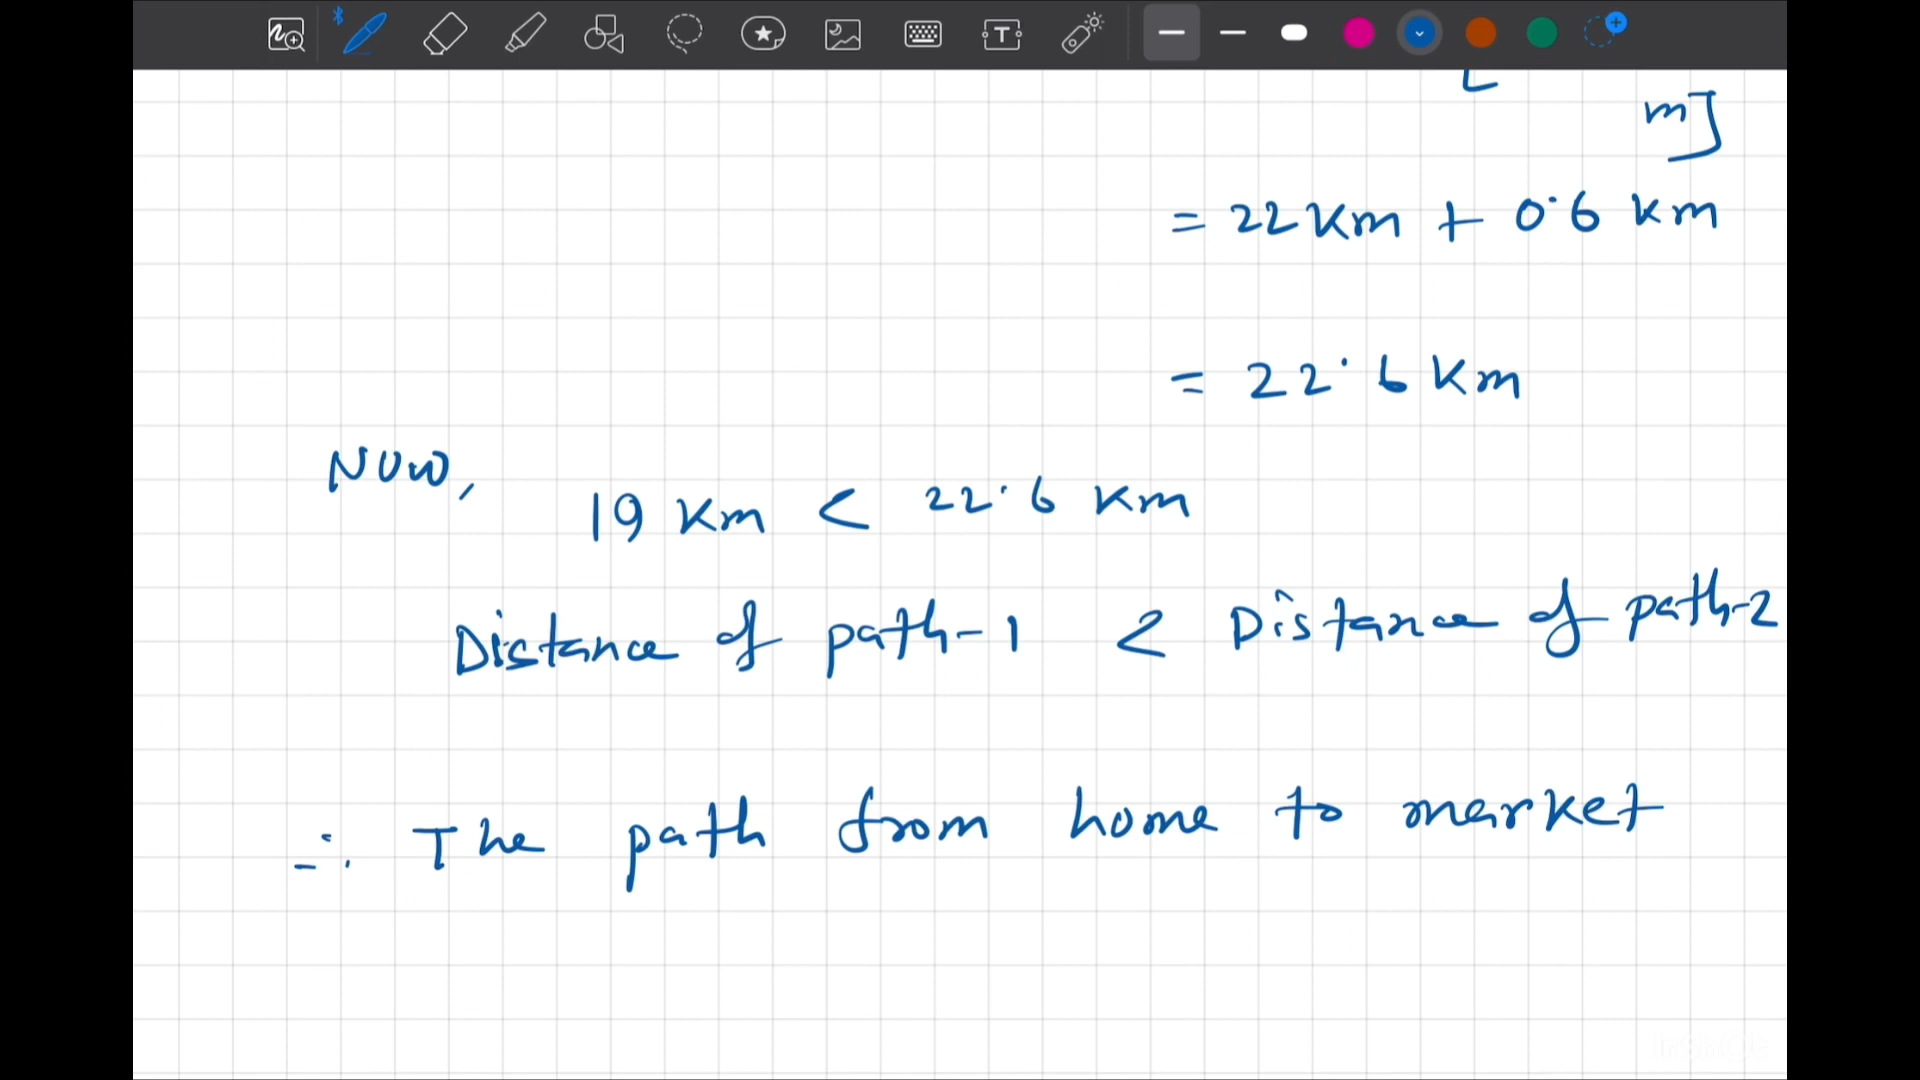 m]
= 22 Km + 0.6 Km
= 22.6 Km
Now,
19 Km < 22.6 Km
Distance of path-1 < Distance of path-2
∴ The path from home to market